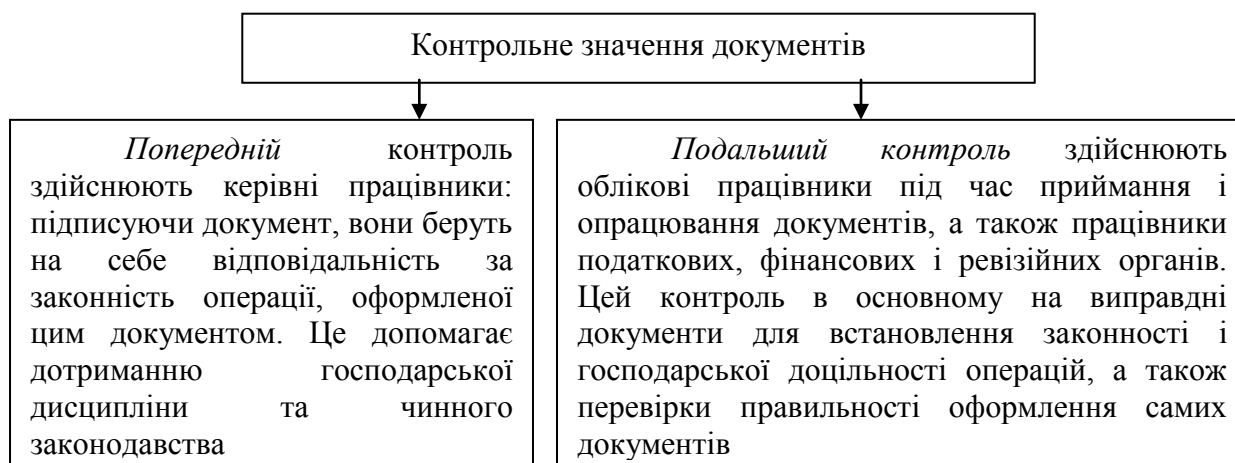 Контрольне значення документів
Попередній контроль
здійснюють керівні працівники:
підписуючи документ, вони беруть
на себе відповідальність за
законність операції, оформленої
цим документом. Це допомагає
дотриманню господарської
дисципліни та чинного
законодавства
Подальший контроль здійснюють
облікові працівники під час приймання і
опрацювання документів, а також працівники
податкових, фінансових і ревізійних органів.
Цей контроль в основному на виправдні
документи для встановлення законності і
господарської доцільності операцій, а також
перевірки правильності оформлення самих
документів